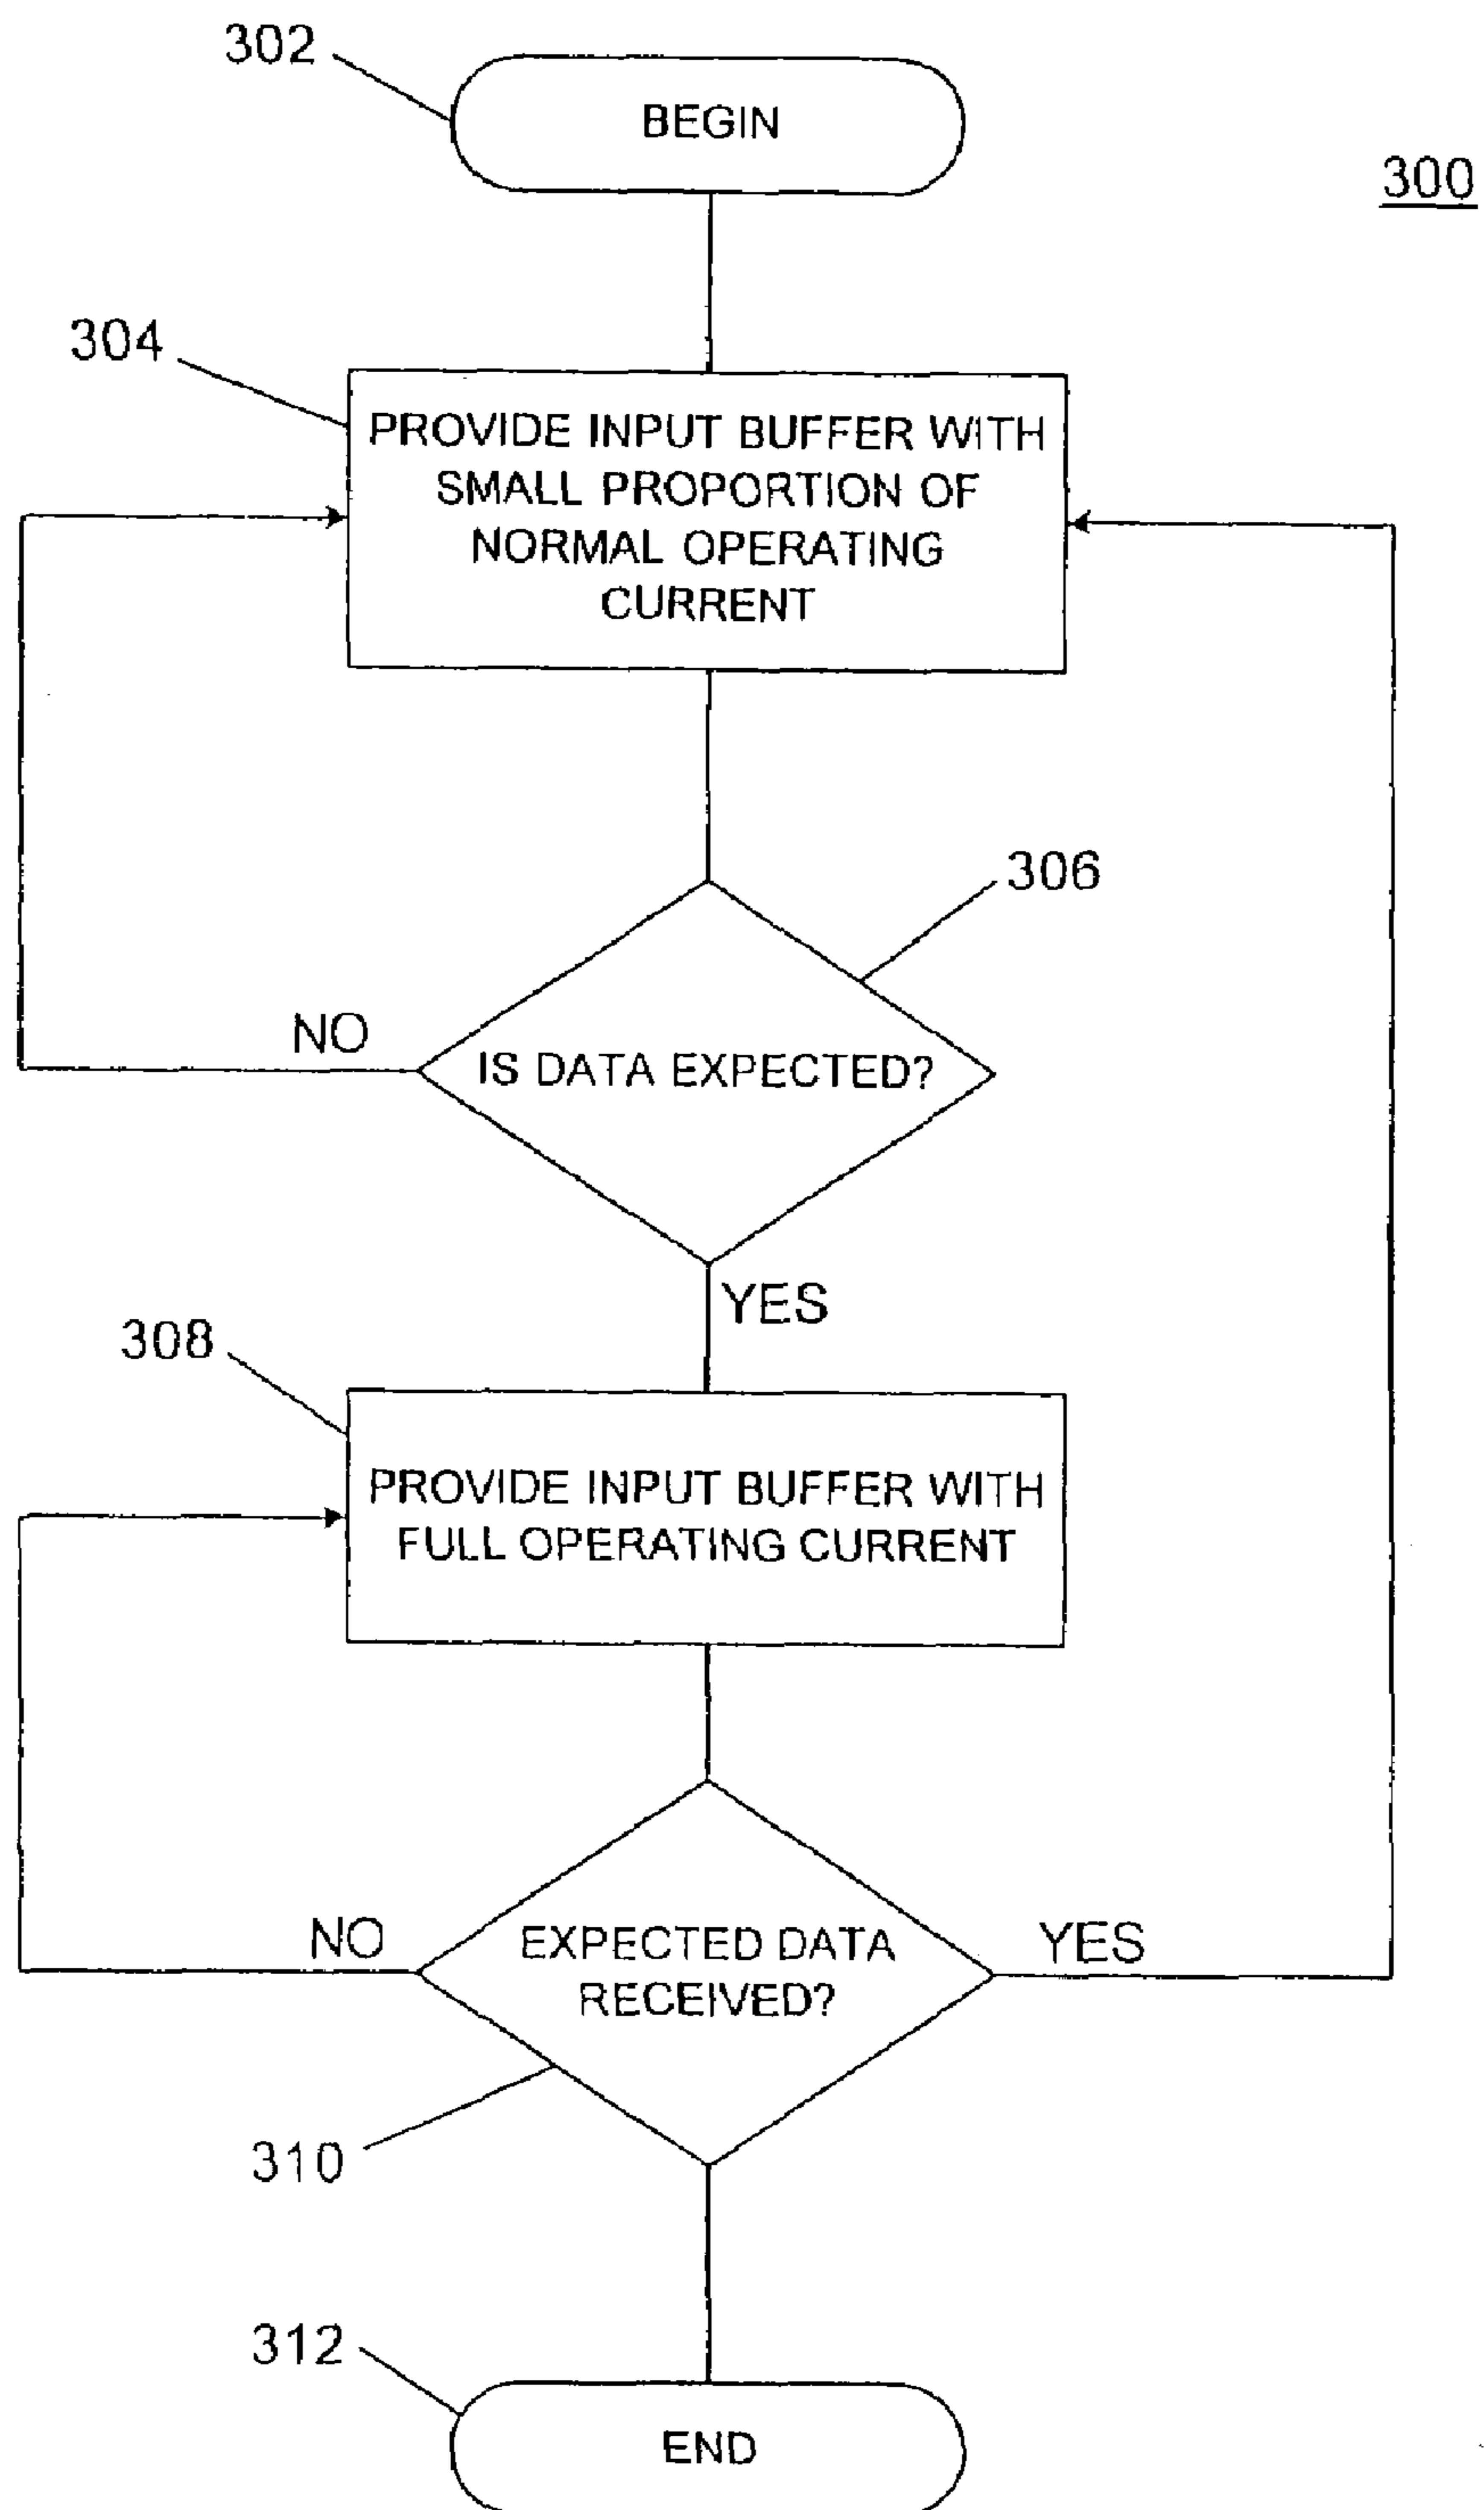 302
BEGIN
300
304
PROVIDE INPUT BUFFER WITH
SMALL PROPORTION OF
NORMAL OPERATING
CURRENT
306
NO
IS DATA EXPECTED?
YES
308
PROVIDE INPUT BUFFER WITH
FULL OPERATING CURRENT
NO
EXPECTED DATA
RECEIVED?
YES
310
312
END